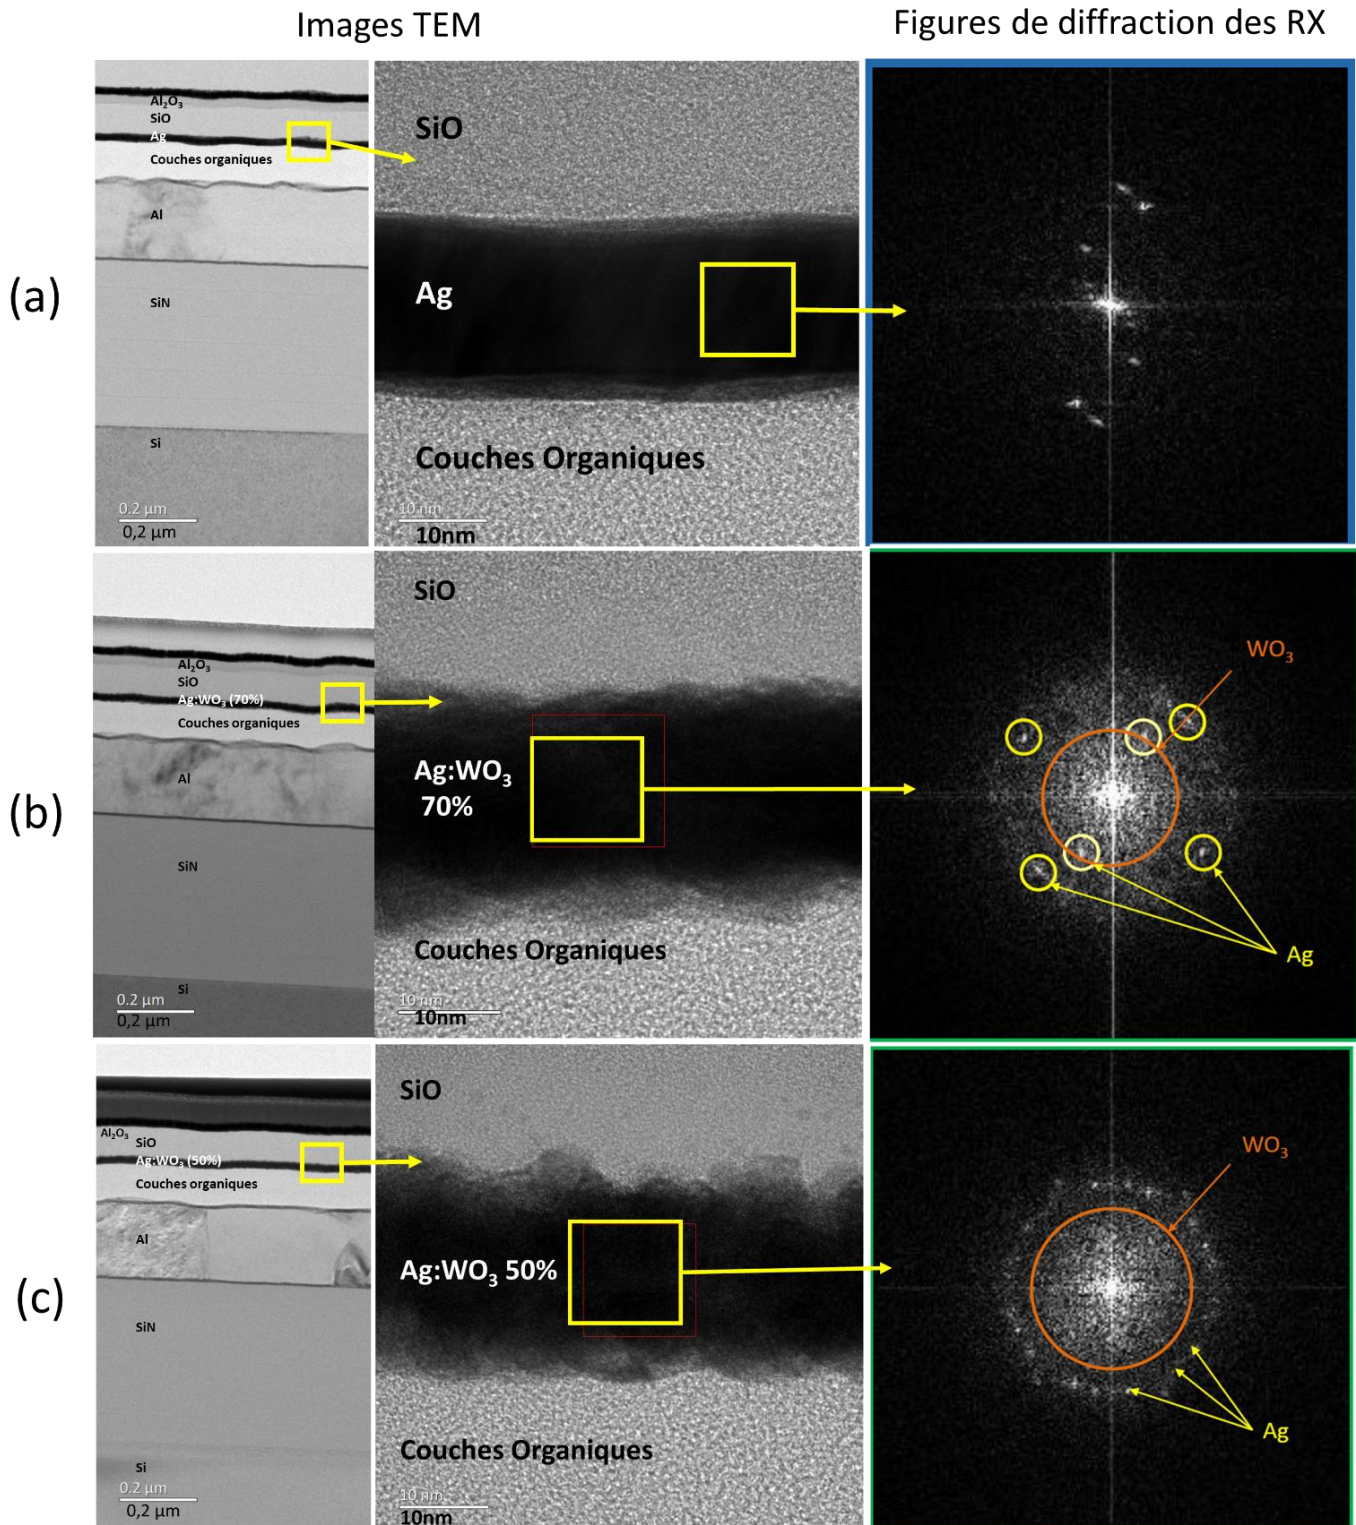 Images TEM
Figures de diffraction des RX
(a)
Al₂O₃
SiO
Ag
Couches organiques
Al
SiN
Si
0.2 µm
0,2 µm
SiO
Ag
Couches Organiques
10 nm
10nm
(b)
Al₂O₃
SiO
Ag:WO₃ (70%)
Couches organiques
Al
SiN
Si
0.2 µm
0,2 µm
SiO
Ag:WO₃
70%
Couches Organiques
10 nm
10nm
WO₃
Ag
(c)
Al₂O₃
SiO
Ag:WO₃ (50%)
Couches organiques
Al
SiN
Si
0.2 µm
0,2 µm
SiO
Ag:WO₃ 50%
Couches Organiques
10 nm
10nm
WO₃
Ag